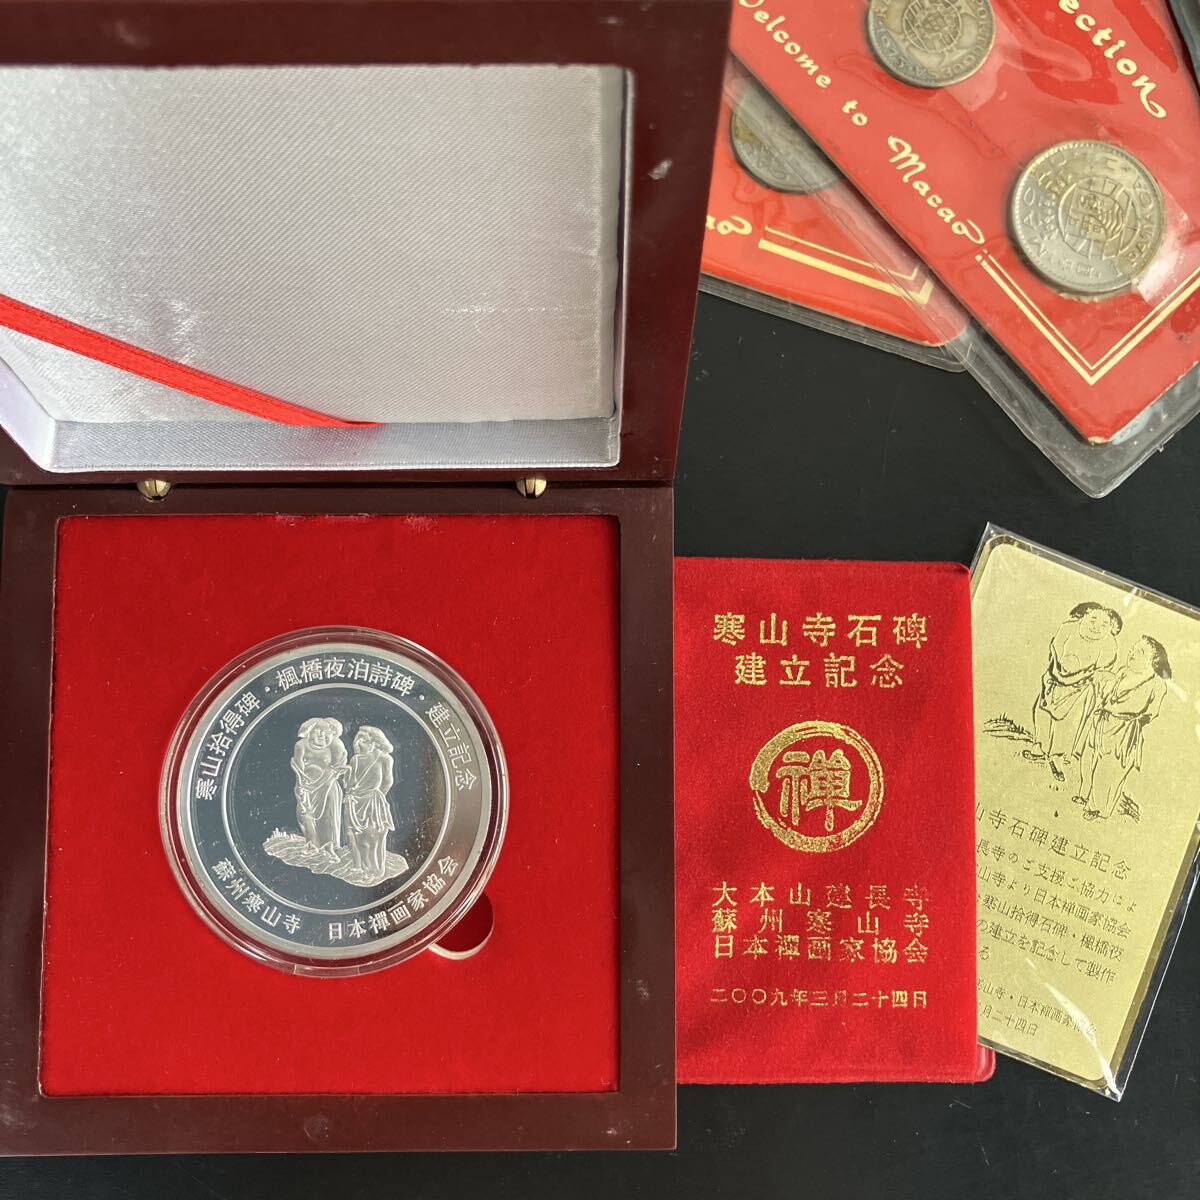 ection
Welcome to Macao
ao
寒山拾得碑・楓橋夜泊詩碑・建立記念
蘇州寒山寺 日本禪画家協会
寒山寺石碑
建立記念
禅
大本山建長寺
蘇州寒山寺
日本禪画家協会
二〇〇九年三月二十四日
山寺石碑建立記念
長寺のご支援ご協力によ
山寺より日本禅画家協会
寒山拾得石碑・楓橋夜
の建立を記念して製作
る
寒山寺・日本禅画家協会
月二十四日